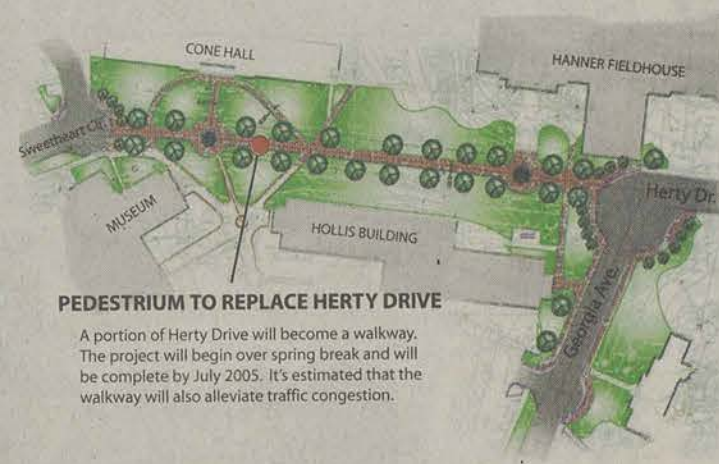 CONE HALL
HANNER FIELDHOUSE
Sweetheart Cir.
Herty Dr.
MUSEUM
HOLLIS BUILDING
Georgia Ave.
PEDESTRIUM TO REPLACE HERTY DRIVE
A portion of Herty Drive will become a walkway.
The project will begin over spring break and will
be complete by July 2005. It's estimated that the
walkway will also alleviate traffic congestion.